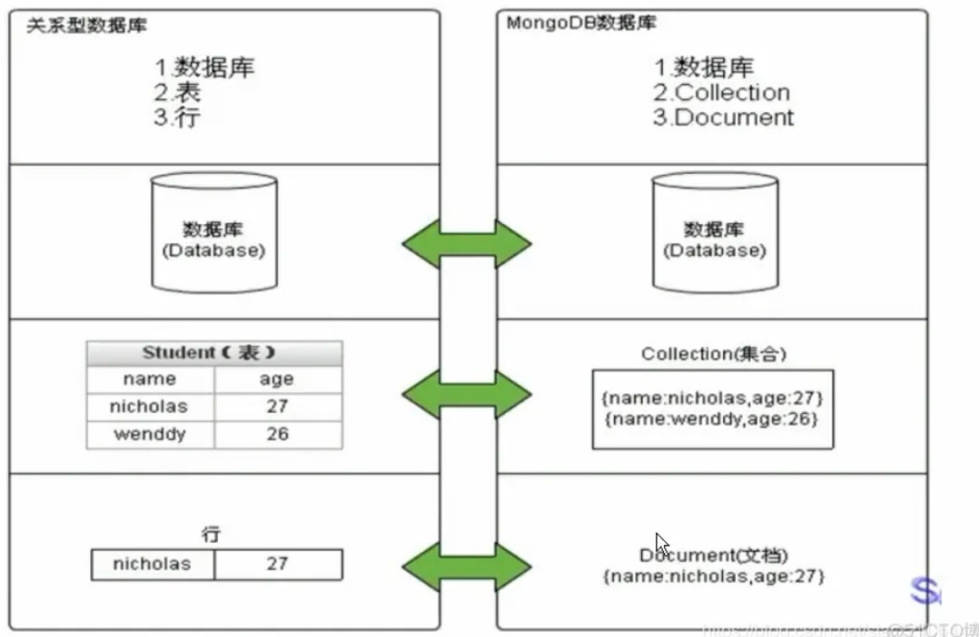 关系型数据库
1.数据库
2.表
3.行
数据库
(Database)
Student(表)
name age
nicholas 27
wenddy 26
行
nicholas 27
MongoDB数据库
1.数据库
2.Collection
3.Document
数据库
(Database)
Collection(集合)
{name:nicholas,age:27}
{name:wenddy,age:26}
Document(文档)
{name:nicholas,age:27}